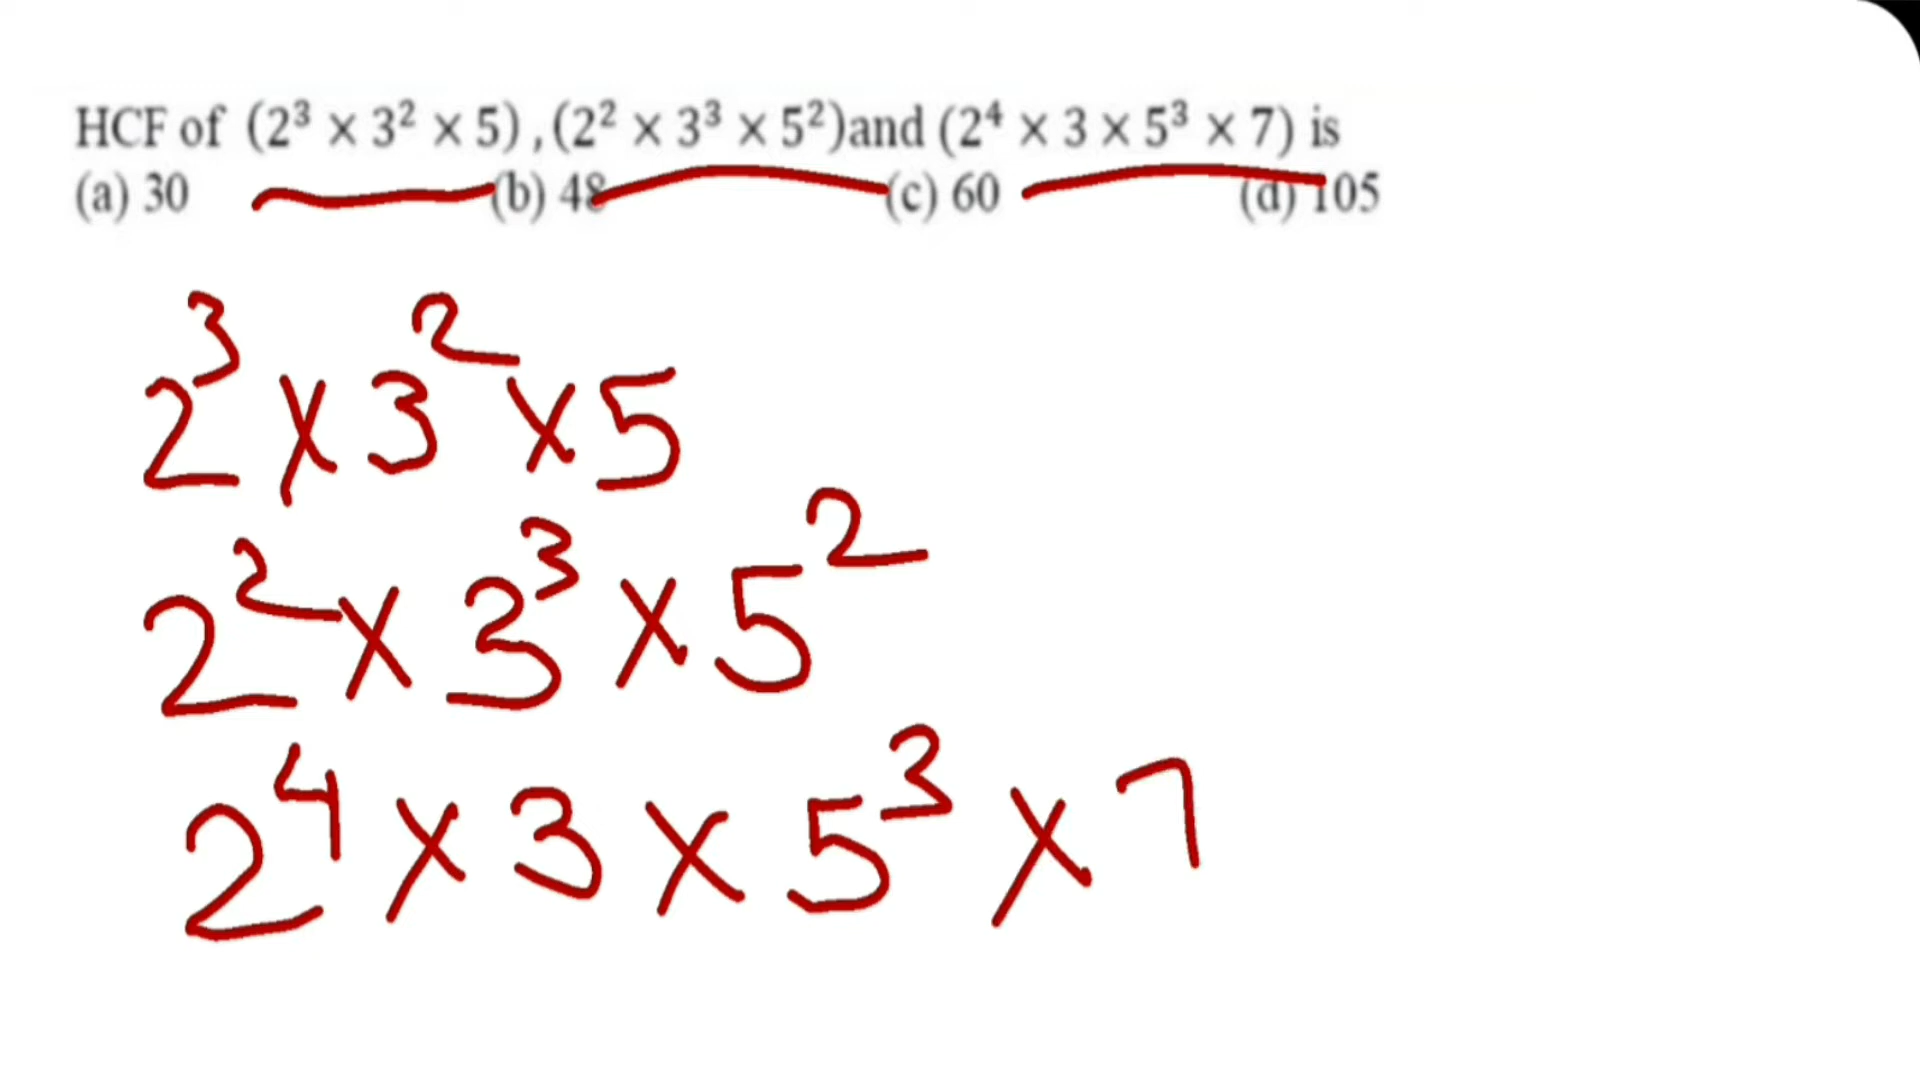 HCF of (2³ × 3² × 5) , (2² × 3³ × 5²)and (2⁴ × 3 × 5³ × 7) is
(a) 30 (b) 48 (c) 60 (d) 105
2³ × 3² × 5
2² × 3³ × 5²
2⁴ × 3 × 5³ × 7